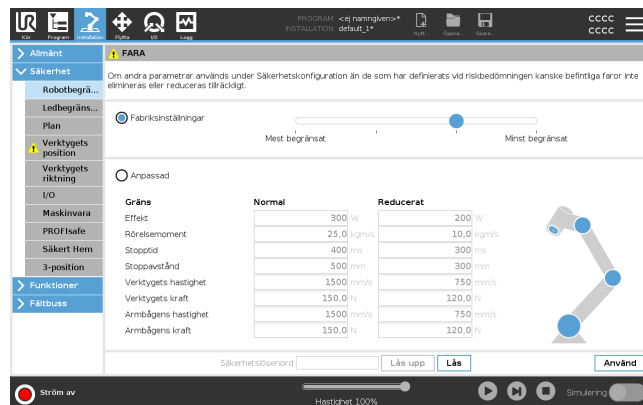 PROGRAM <ej namngiven>*
INSTALLATION default_1*
Kör Program Installation Flytta I/O Logg Nytt... Öppna... Spara...
cccc
cccc
Allmänt
Säkerhet
Robotbegrä...
Ledbegräns...
Plan
Verktygets
position
Verktygets
riktning
I/O
Maskinvara
PROFIsafe
Säkert Hem
3-position
Funktioner
Fältbuss
FARA
Om andra parametrar används under Säkerhetskonfiguration än de som har definierats vid riskbedömningen kanske befintliga faror inte
elimineras eller reduceras tillräckligt.
Fabriksinställningar
Mest begränsat Minst begränsat
Anpassad
Gräns Normal Reducerat
Effekt 300 W 200 W
Rörelsemoment 25,0 kgm/s 10,0 kgm/s
Stopptid 400 ms 300 ms
Stoppavstånd 500 mm 300 mm
Verktygets hastighet 1500 mm/s 750 mm/s
Verktygets kraft 150,0 N 120,0 N
Armbågens hastighet 1500 mm/s 750 mm/s
Armbågens kraft 150,0 N 120,0 N
Säkerhetslösenord Lås upp Lås Använd
Ström av
Hastighet 100%
Simulering